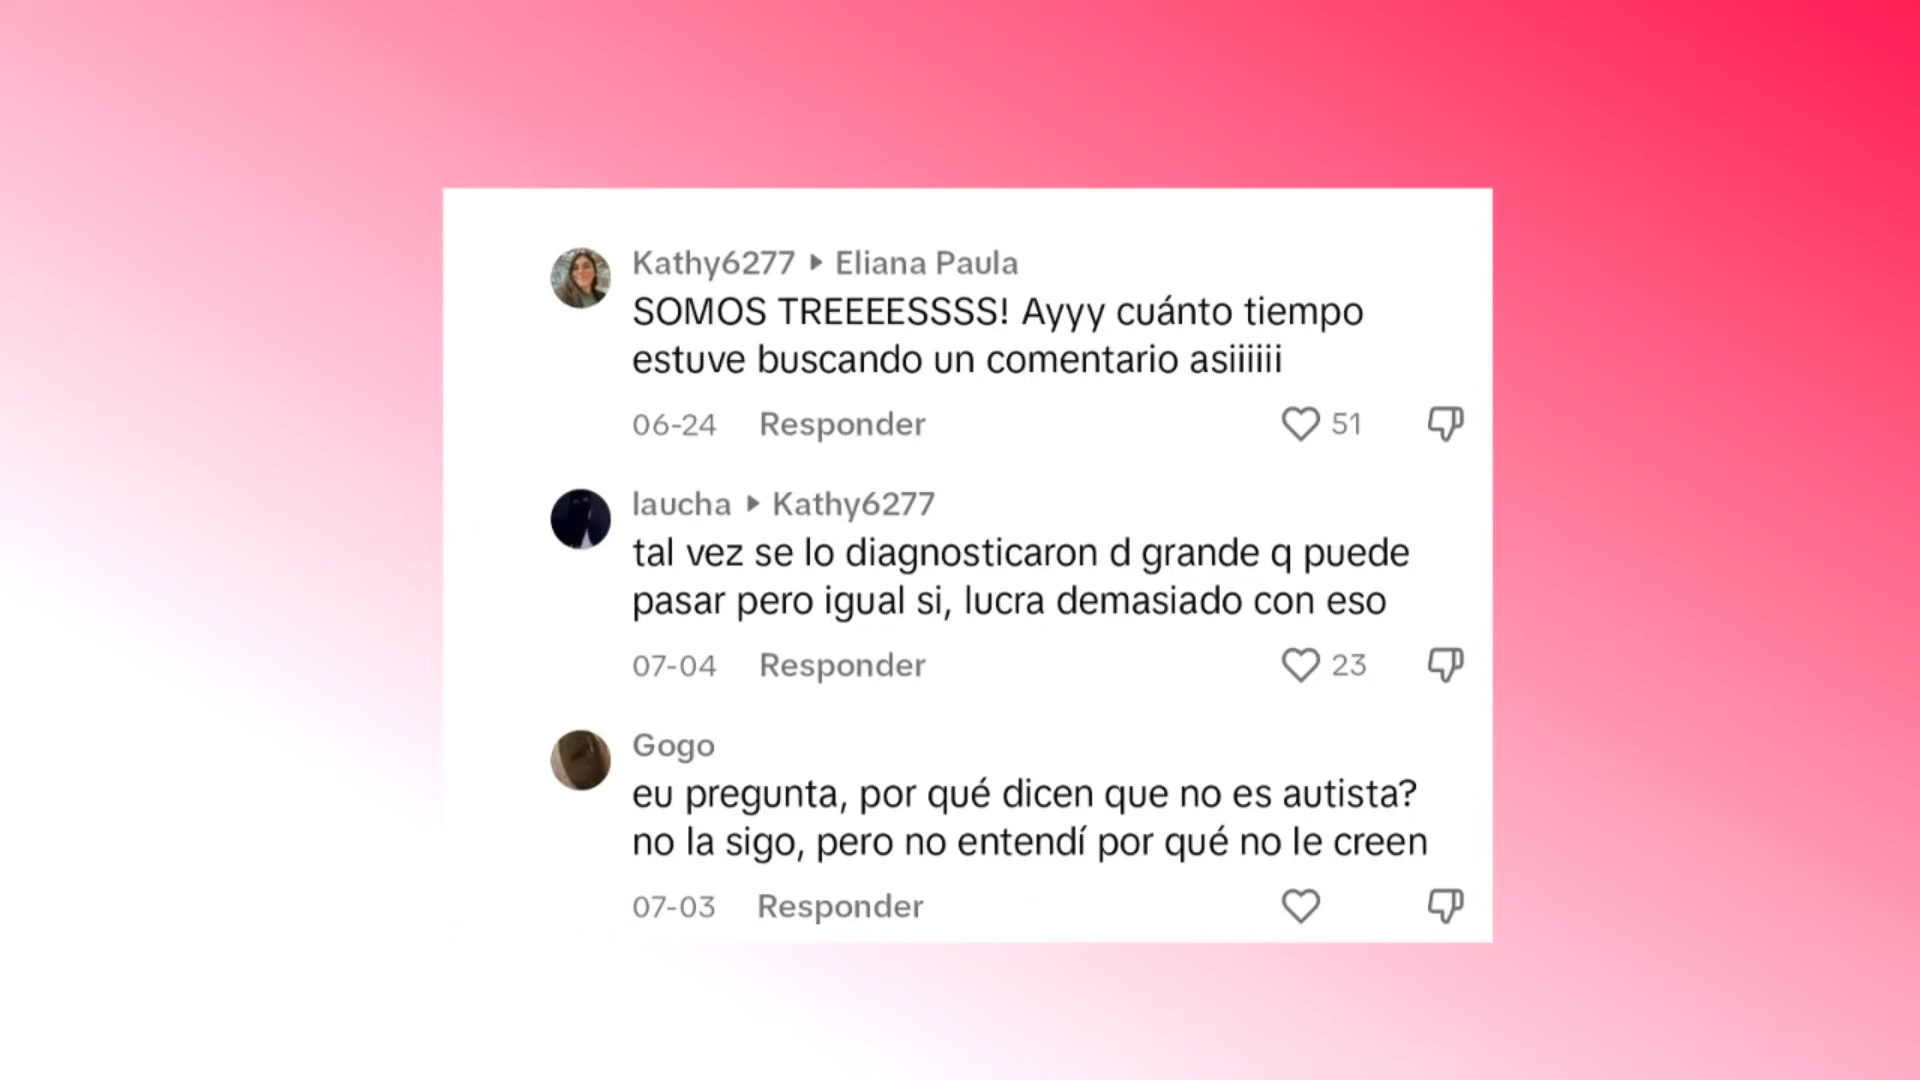 Kathy6277 ▸ Eliana Paula
SOMOS TREEEESSSS! Ayyy cuánto tiempo
estuve buscando un comentario asiiiiii
06-24 Responder 51
laucha ▸ Kathy6277
tal vez se lo diagnosticaron d grande q puede
pasar pero igual si, lucra demasiado con eso
07-04 Responder 23
Gogo
eu pregunta, por qué dicen que no es autista?
no la sigo, pero no entendí por qué no le creen
07-03 Responder